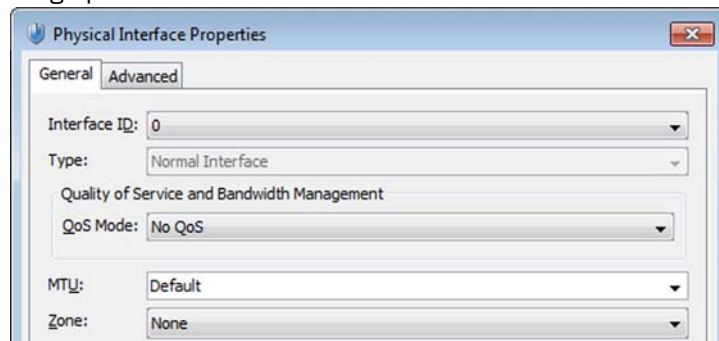 Physical Interface Properties
General Advanced
Interface ID: 0
Type: Normal Interface
Quality of Service and Bandwidth Management
QoS Mode: No QoS
MTU: Default
Zone: None